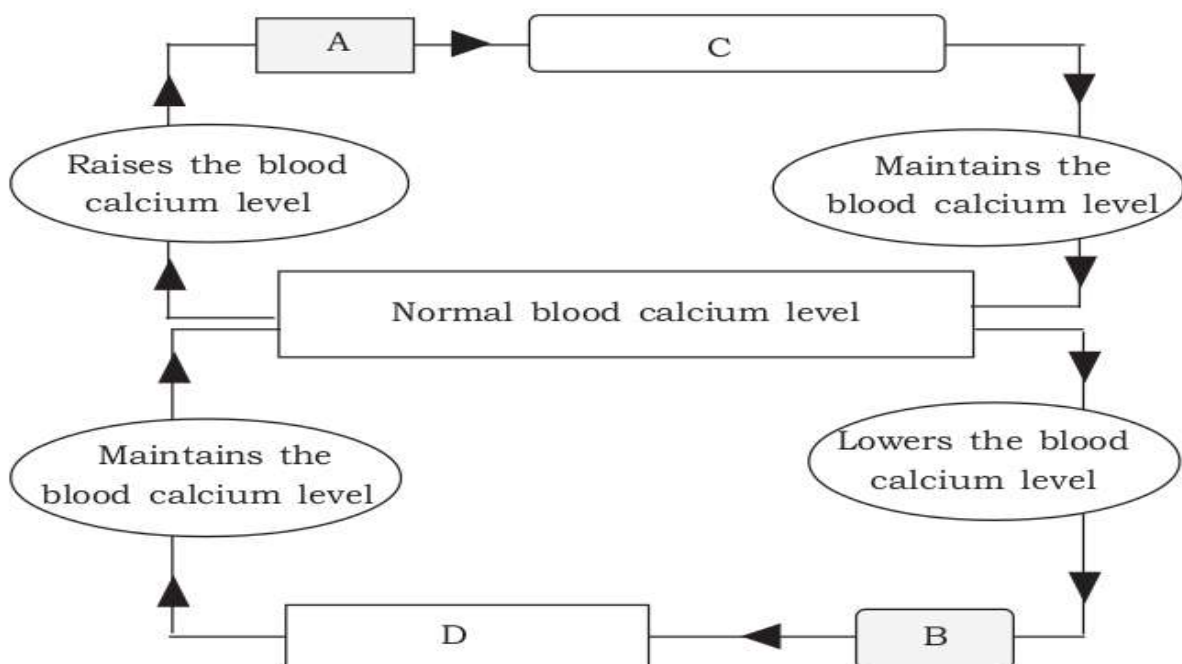 A
C
Raises the blood
calcium level
Maintains the
blood calcium level
Normal blood calcium level
Maintains the
blood calcium level
Lowers the blood
calcium level
D
B